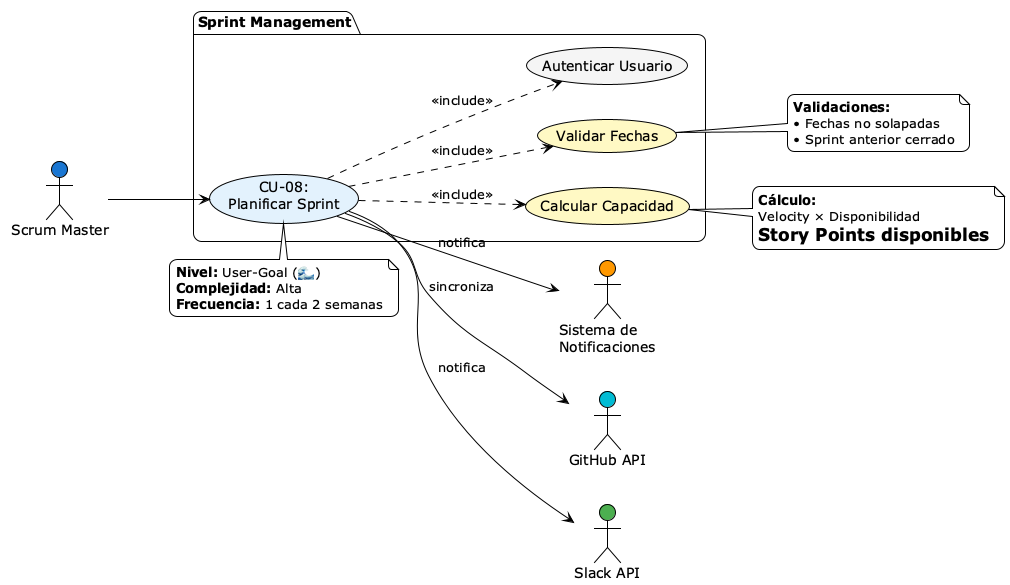 Sprint Management
Autenticar Usuario
«include»
Validar Fechas
«include»
Validaciones:
• Fechas no solapadas
• Sprint anterior cerrado
CU-08:
Planificar Sprint
«include»
Calcular Capacidad
Cálculo:
Velocity × Disponibilidad
Story Points disponibles
Scrum Master
notifica
Nivel: User-Goal (🌊)
Complejidad: Alta
Frecuencia: 1 cada 2 semanas
sincroniza
Sistema de
Notificaciones
notifica
GitHub API
Slack API